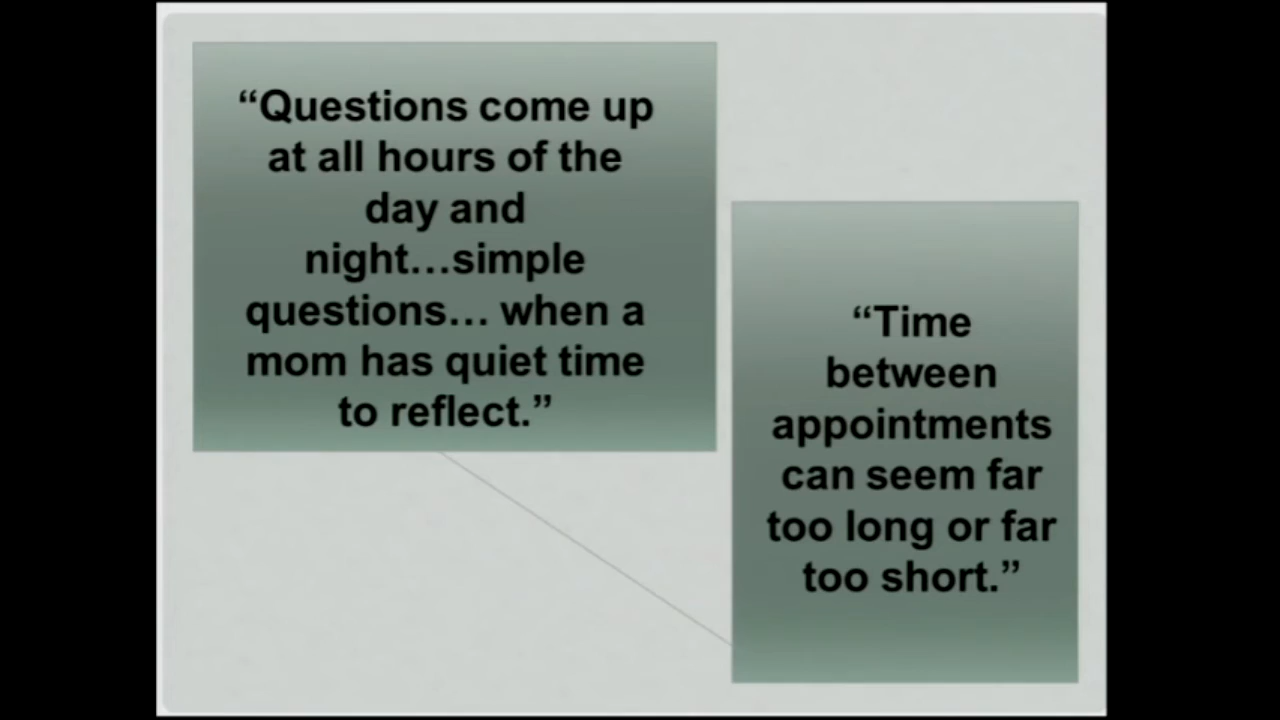 “Questions come up
at all hours of the
day and
night…simple
questions… when a
mom has quiet time
to reflect.”
“Time
between
appointments
can seem far
too long or far
too short.”